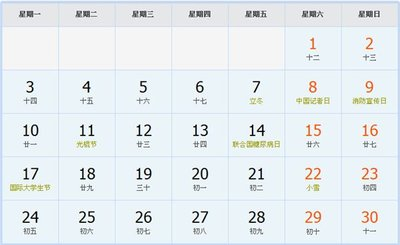 星期一 星期二 星期三 星期四 星期五 星期六 星期日
1 2
十二 十三
3 4 5 6 7 8 9
十四 十五 十六 十七 立冬 中国记者日 消防宣传日
10 11 12 13 14 15 16
廿一 光棍节 廿三 廿四 联合国糖尿病日 廿六 廿七
17 18 19 20 21 22 23
国际大学生节 廿九 三十 初一 初二 小雪 初四
24 25 26 27 28 29 30
初五 初六 初七 初八 初九 初十 十一